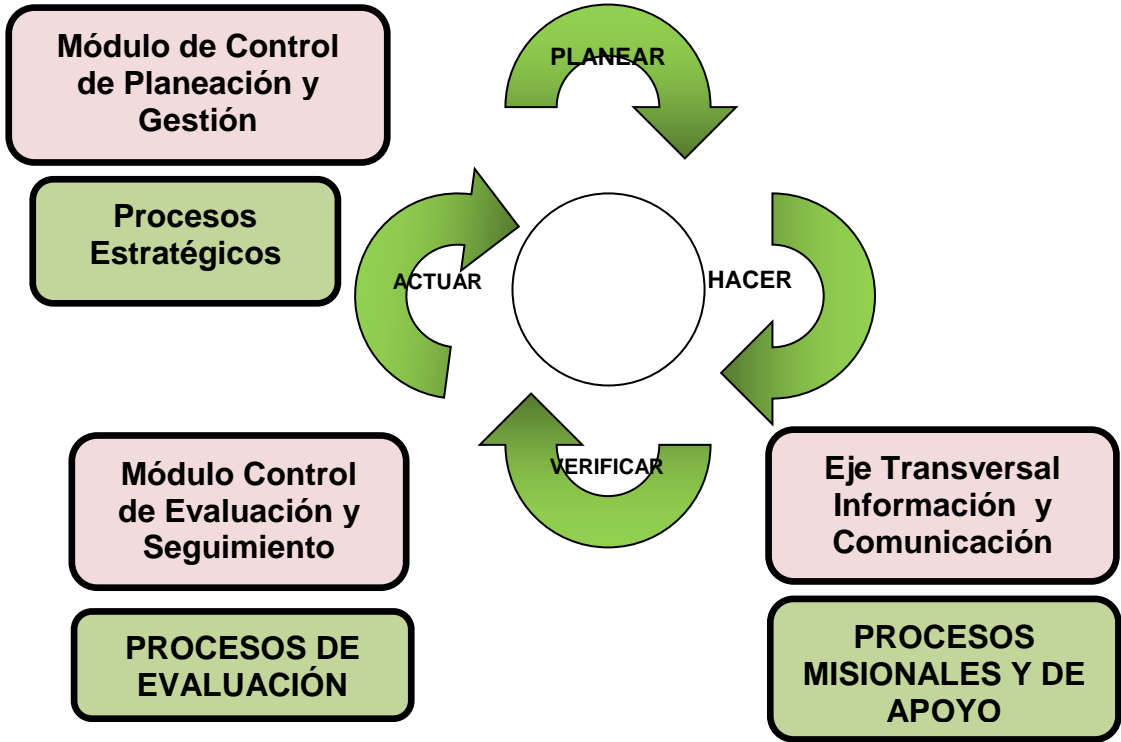 Módulo de Control
de Planeación y
Gestión
Procesos
Estratégicos
PLANEAR
ACTUAR
HACER
VERIFICAR
Módulo Control
de Evaluación y
Seguimiento
PROCESOS DE
EVALUACIÓN
Eje Transversal
Información y
Comunicación
PROCESOS
MISIONALES Y DE
APOYO